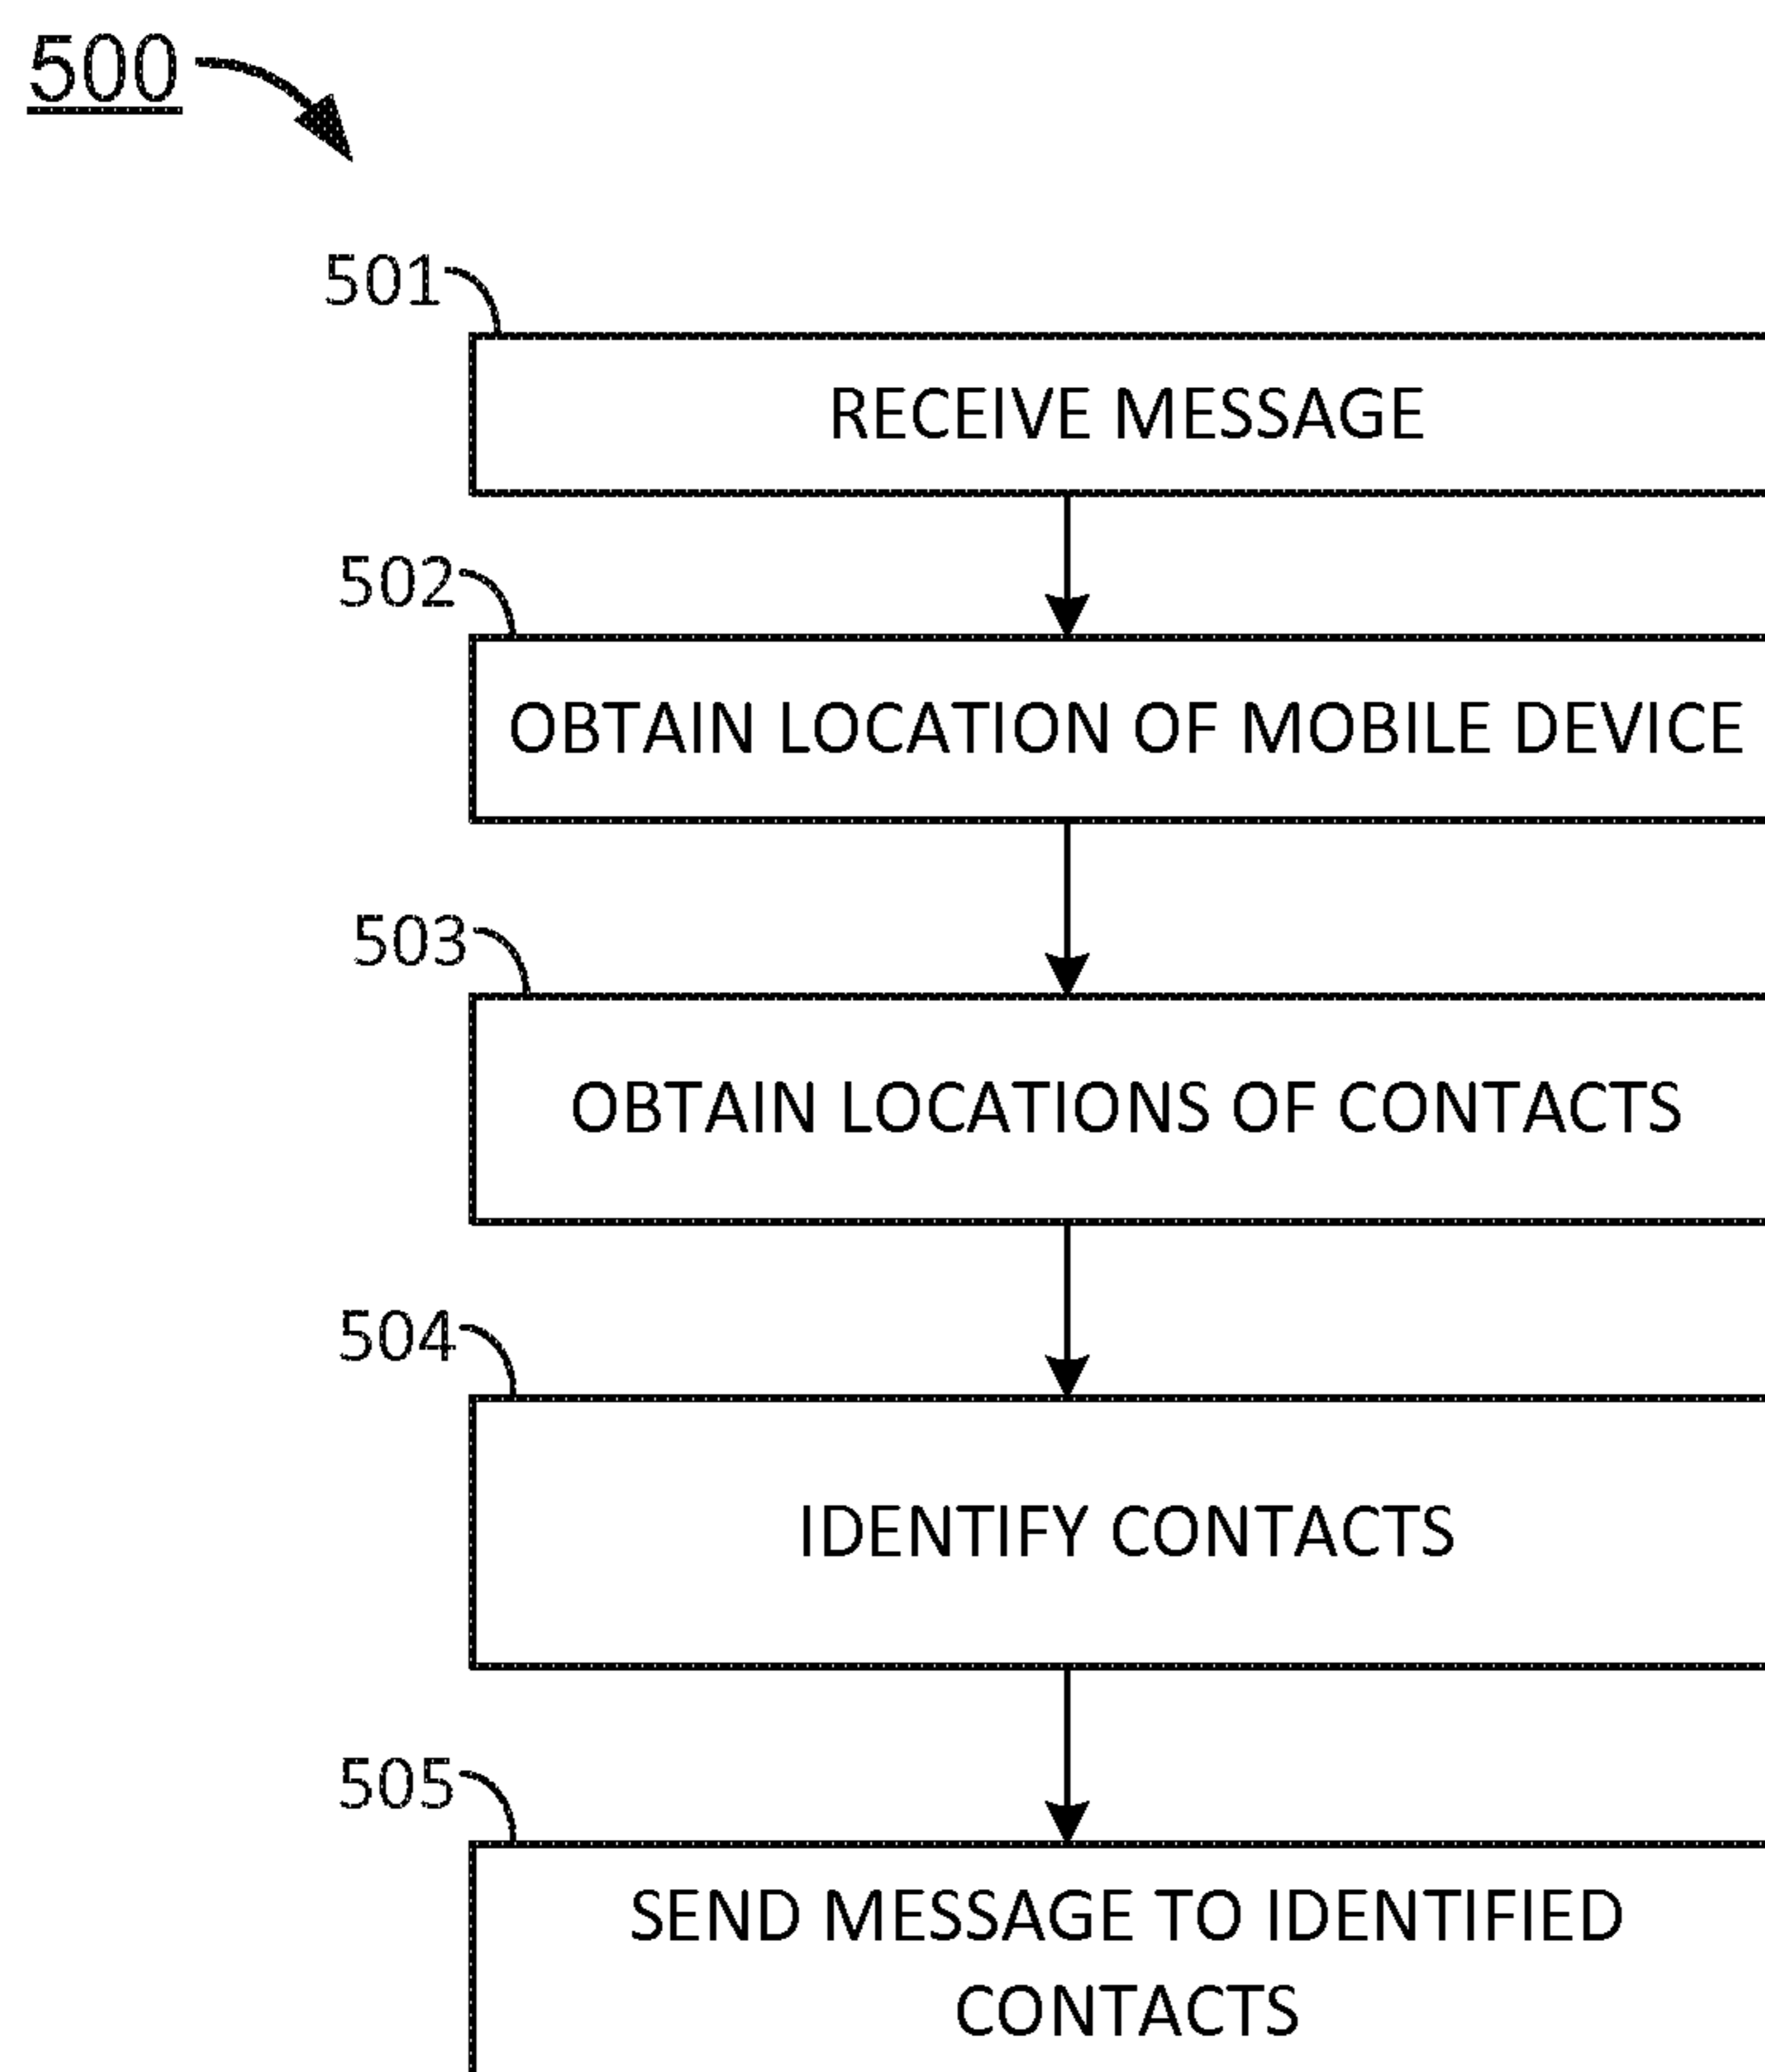 500
501
RECEIVE MESSAGE
502
OBTAIN LOCATION OF MOBILE DEVICE
503
OBTAIN LOCATIONS OF CONTACTS
504
IDENTIFY CONTACTS
505
SEND MESSAGE TO IDENTIFIED
CONTACTS